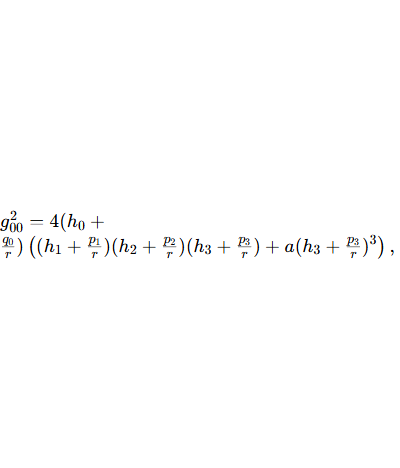 g_{00}^2 = 4(h_0 +
\frac{q_0}{r}) \left( (h_1 + \frac{p_1}{r})(h_2 + \frac{p_2}{r})(h_3 + \frac{p_3}{r}) + a(h_3 + \frac{p_3}{r})^3 \right) ,